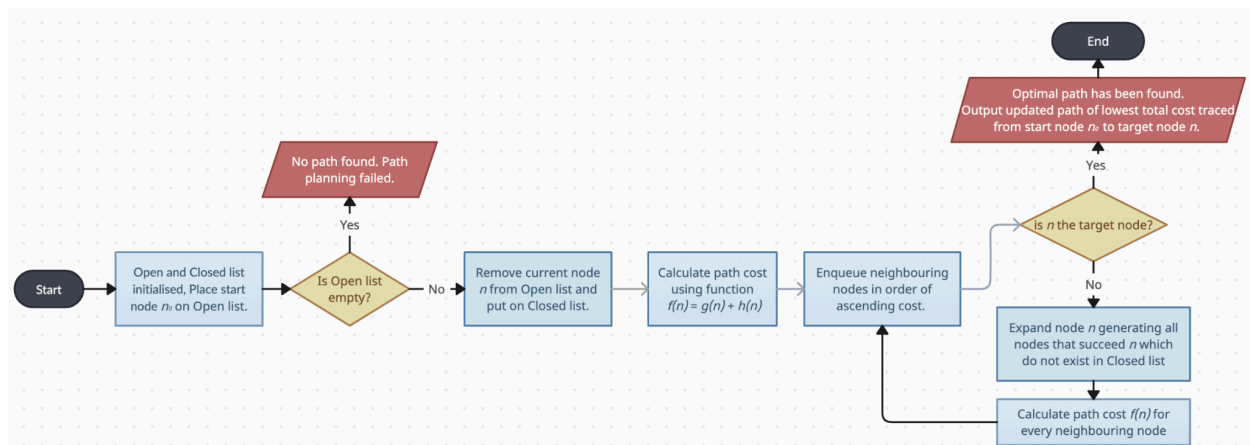 Start
Open and Closed list
initialised, Place start
node n₀ on Open list.
Is Open list
empty?
Yes
No path found. Path
planning failed.
No
Remove current node
n from Open list and
put on Closed list.
Calculate path cost
using function
f(n) = g(n) + h(n)
Enqueue neighbouring
nodes in order of
ascending cost.
is n the target node?
Yes
Optimal path has been found.
Output updated path of lowest total cost traced
from start node n₀ to target node n.
End
No
Expand node n generating all
nodes that succeed n which
do not exist in Closed list
Calculate path cost f(n) for
every neighbouring node